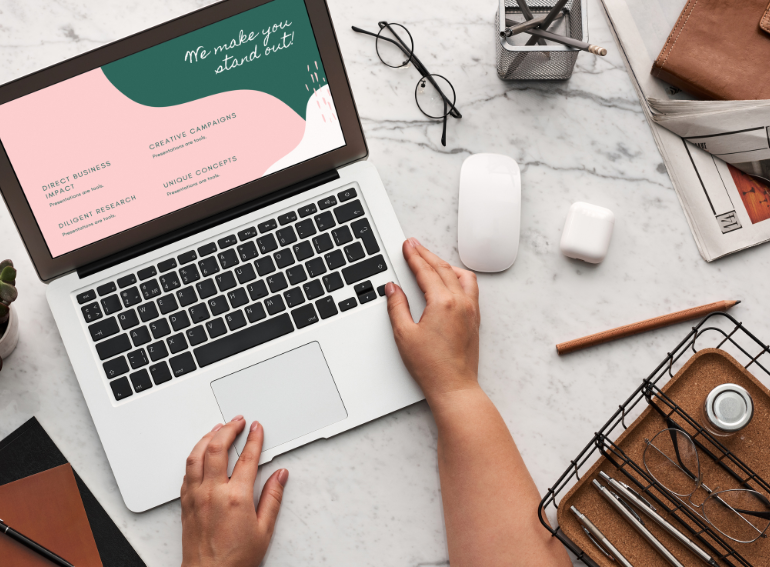 We make you
stand out!
CREATIVE CAMPAIGNS
Presentations are tools.
DIRECT BUSINESS
IMPACT
Presentations are tools.
UNIQUE CONCEPTS
Presentations are tools.
DILIGENT RESEARCH
Presentations are tools.